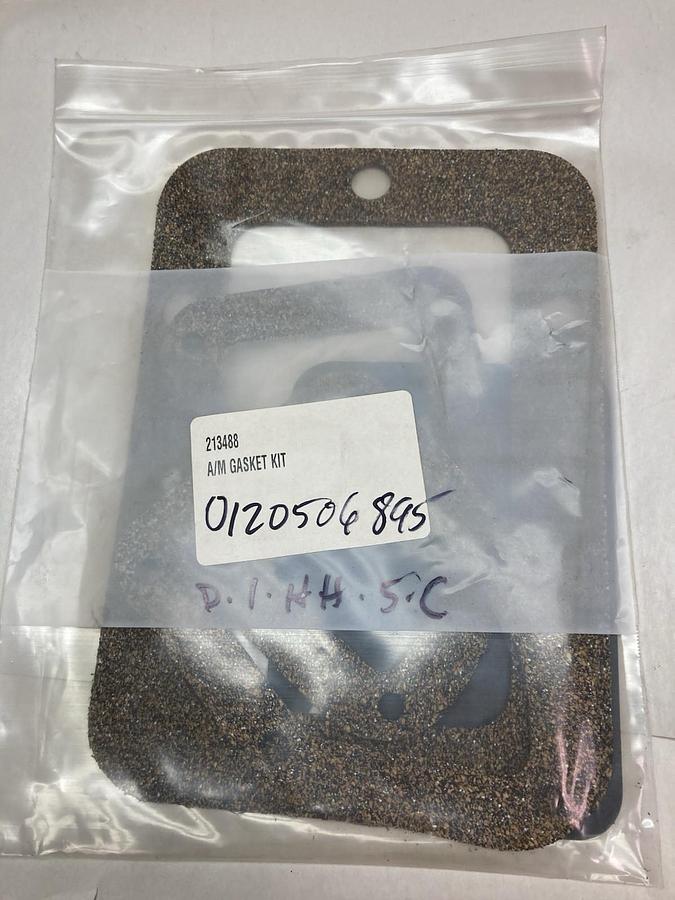 213488
A/M GASKET KIT
0120506895
D.1.HH.5.C